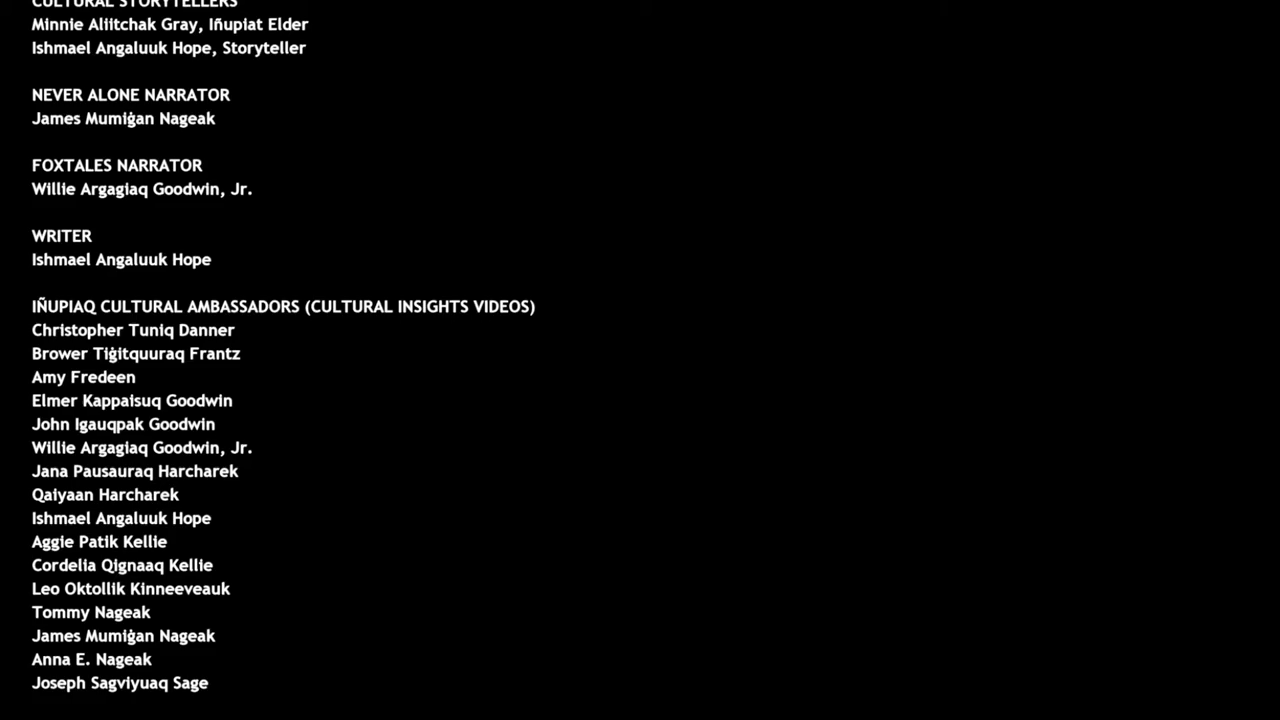 CULTURAL STORYTELLERS
Minnie Aliitchak Gray, Iñupiat Elder
Ishmael Angaluuk Hope, Storyteller
NEVER ALONE NARRATOR
James Mumiġan Nageak
FOXTALES NARRATOR
Willie Argagiaq Goodwin, Jr.
WRITER
Ishmael Angaluuk Hope
IÑUPIAQ CULTURAL AMBASSADORS (CULTURAL INSIGHTS VIDEOS)
Christopher Tuniq Danner
Brower Tiġitquuraq Frantz
Amy Fredeen
Elmer Kappaisuq Goodwin
John Igauqpak Goodwin
Willie Argagiaq Goodwin, Jr.
Jana Pausauraq Harcharek
Qaiyaan Harcharek
Ishmael Angaluuk Hope
Aggie Patik Kellie
Cordelia Qignaaq Kellie
Leo Oktollik Kinneeveauk
Tommy Nageak
James Mumiġan Nageak
Anna E. Nageak
Joseph Sagviyuaq Sage